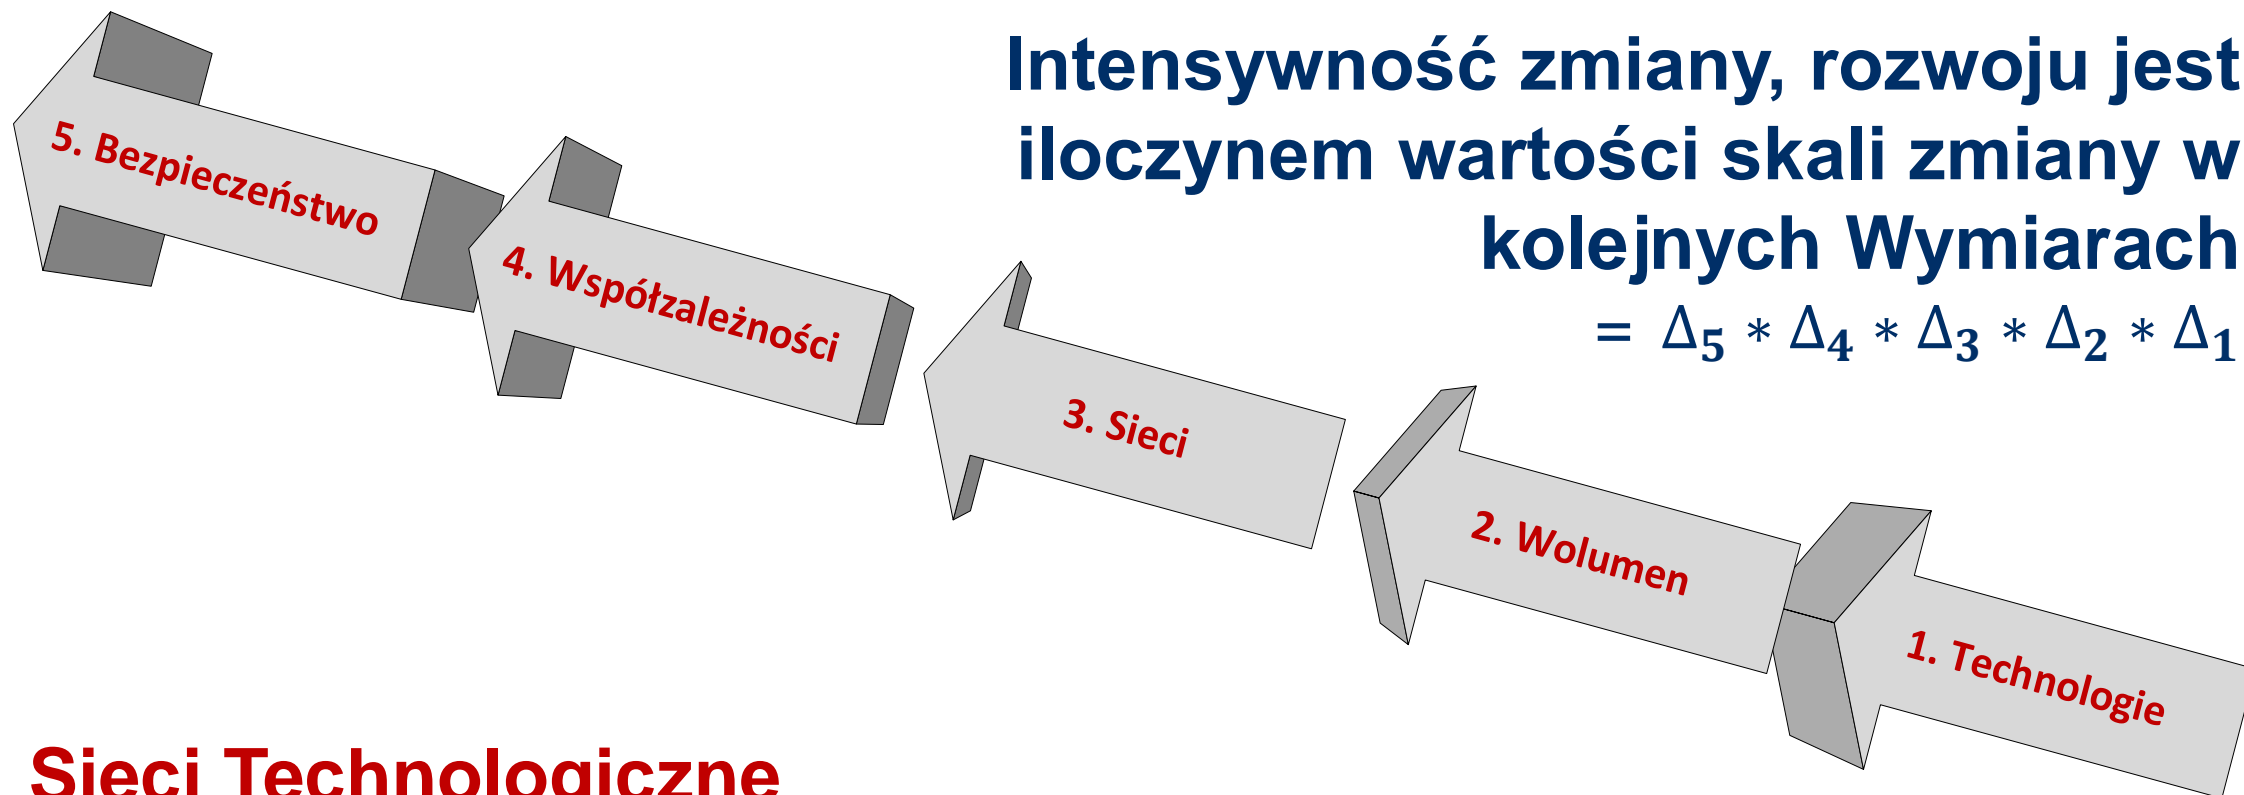 Intensywność zmiany, rozwoju jest
iloczynem wartości skali zmiany w
kolejnych Wymiarach
= Δ₅ * Δ₄ * Δ₃ * Δ₂ * Δ₁
5. Bezpieczeństwo
4. Współzależności
3. Sieci
2. Wolumen
1. Technologie
Sieci Technologiczne